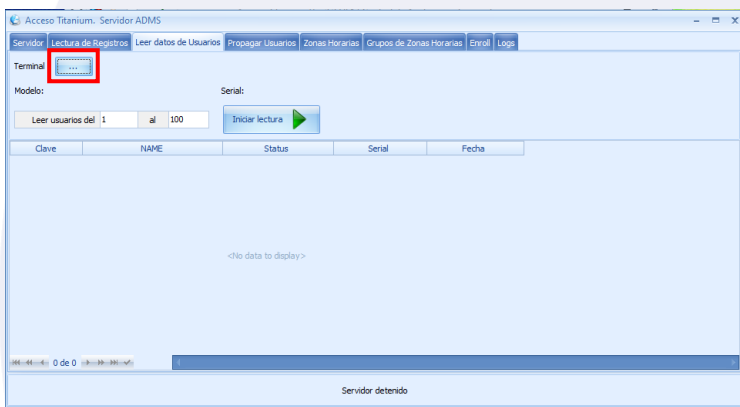 Acceso Titanium. Servidor ADMS
Servidor Lectura de Registros Leer datos de Usuarios Propagar Usuarios Zonas Horarias Grupos de Zonas Horarias Enroll Logs
Terminal ...
Modelo: Serial:
Leer usuarios del 1 al 100 Iniciar lectura
Clave NAME Status Serial Fecha
<No data to display>
0 de 0
Servidor detenido